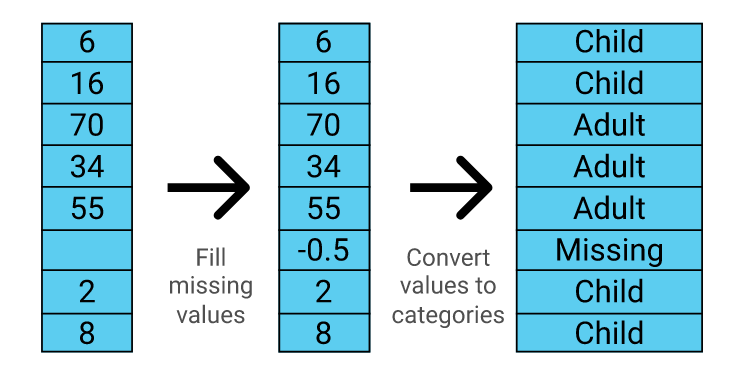 6 6 Child
16 16 Child
70 70 Adult
34 34 Adult
55 55 Adult
-0.5 Missing
2 2 Child
8 8 Child
Fill
missing
values
Convert
values to
categories